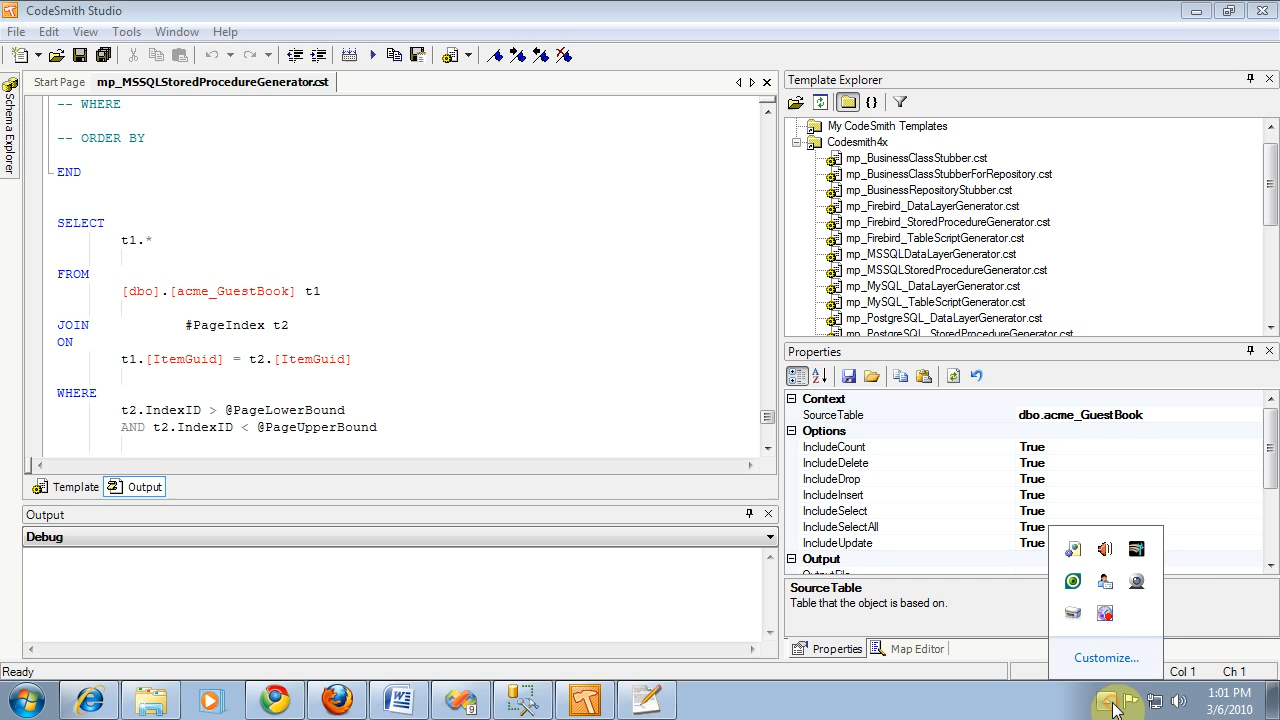 CodeSmith Studio
File Edit View Tools Window Help
Start Page mp_MSSQLStoredProcedureGenerator.cst
Schema Explorer
-- WHERE
-- ORDER BY
END
SELECT
t1.*
FROM
[dbo].[acme_GuestBook] t1
JOIN #PageIndex t2
ON
t1.[ItemGuid] = t2.[ItemGuid]
WHERE
t2.IndexID > @PageLowerBound
AND t2.IndexID < @PageUpperBound
Template Output
Output
Debug
Template Explorer
My CodeSmith Templates
Codesmith4x
mp_BusinessClassStubber.cst
mp_BusinessClassStubberForRepository.cst
mp_BusinessRepositoryStubber.cst
mp_Firebird_DataLayerGenerator.cst
mp_Firebird_StoredProcedureGenerator.cst
mp_Firebird_TableScriptGenerator.cst
mp_MSSQLDataLayerGenerator.cst
mp_MSSQLStoredProcedureGenerator.cst
mp_MySQL_DataLayerGenerator.cst
mp_MySQL_TableScriptGenerator.cst
mp_PostgreSQL_DataLayerGenerator.cst
mp_PostgreSQL_StoredProcedureGenerator.cst
Properties
Context
SourceTable dbo.acme_GuestBook
Options
IncludeCount True
IncludeDelete True
IncludeDrop True
IncludeInsert True
IncludeSelect True
IncludeSelectAll True
IncludeUpdate True
Output
OutputFile
SourceTable
Table that the object is based on.
Properties Map Editor
Customize...
Ready Col 1 Ch 1
1:01 PM
3/6/2010